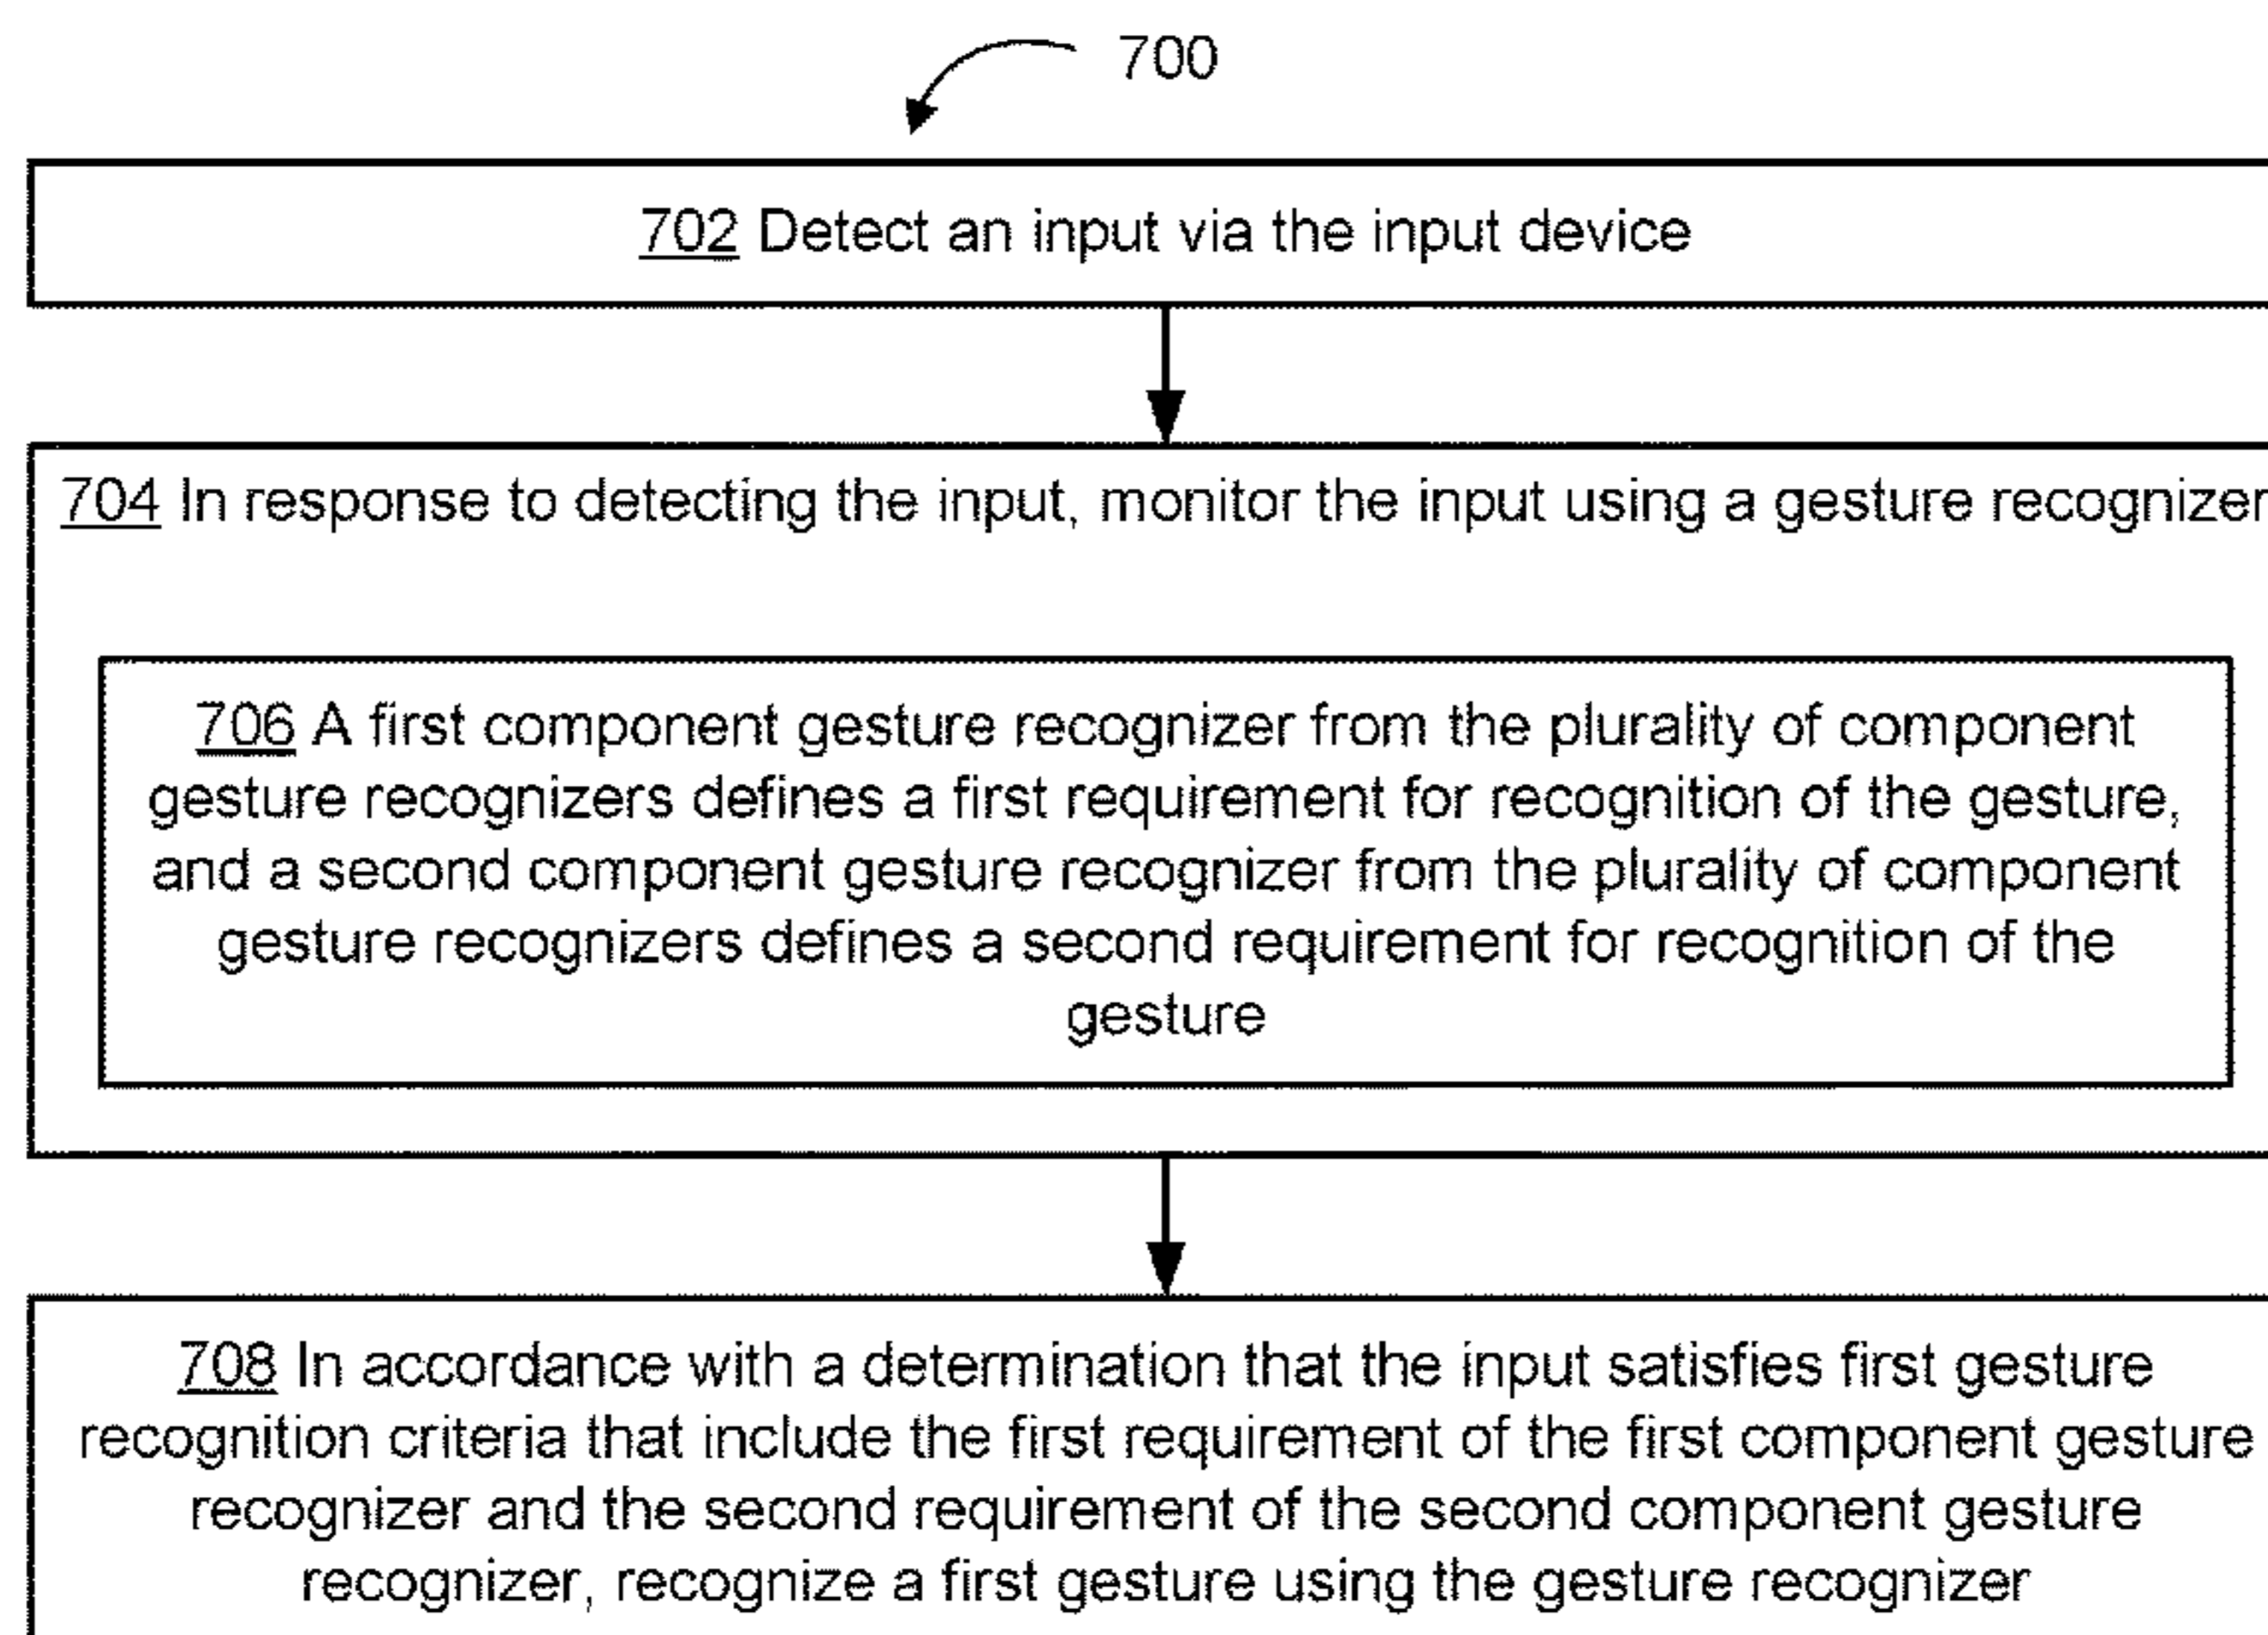 700
702 Detect an input via the input device
704 In response to detecting the input, monitor the input using a gesture recognizer
706 A first component gesture recognizer from the plurality of component
gesture recognizers defines a first requirement for recognition of the gesture,
and a second component gesture recognizer from the plurality of component
gesture recognizers defines a second requirement for recognition of the
gesture
708 In accordance with a determination that the input satisfies first gesture
recognition criteria that include the first requirement of the first component gesture
recognizer and the second requirement of the second component gesture
recognizer, recognize a first gesture using the gesture recognizer